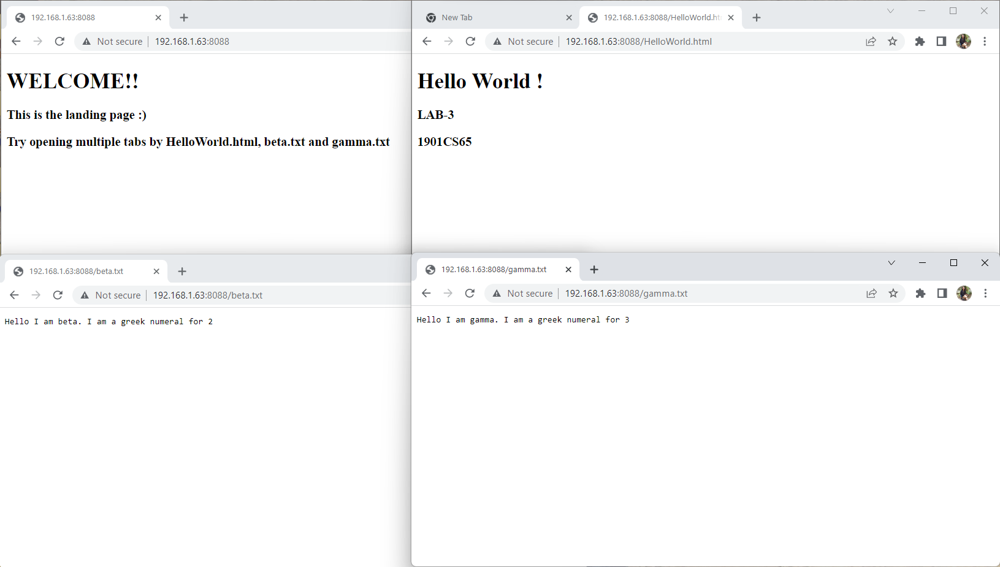 192.168.1.63:8088
Not secure
192.168.1.63:8088
WELCOME!!
This is the landing page :)
Try opening multiple tabs by HelloWorld.html, beta.txt and gamma.txt
New Tab
192.168.1.63:8088/HelloWorld.ht
Not secure
192.168.1.63:8088/HelloWorld.html
Hello World !
LAB-3
1901CS65
192.168.1.63:8088/beta.txt
Not secure
192.168.1.63:8088/beta.txt
Hello I am beta. I am a greek numeral for 2
192.168.1.63:8088/gamma.txt
Not secure
192.168.1.63:8088/gamma.txt
Hello I am gamma. I am a greek numeral for 3